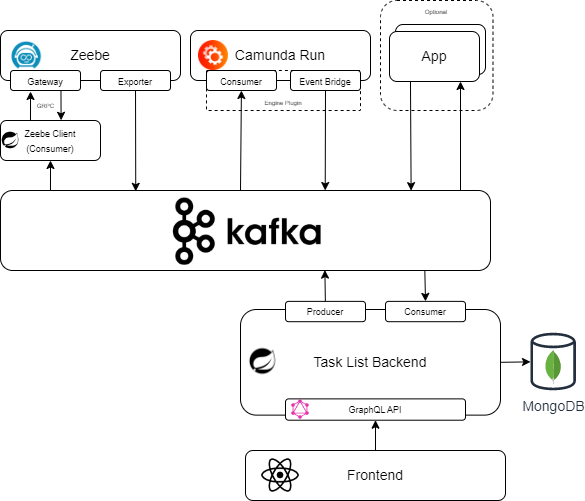 Optional
Zeebe
Camunda Run
App
Gateway
Exporter
Consumer
Event Bridge
GRPC
Engine Plugin
Zeebe Client
(Consumer)
kafka
Producer
Consumer
Task List Backend
MongoDB
GraphQL API
Frontend